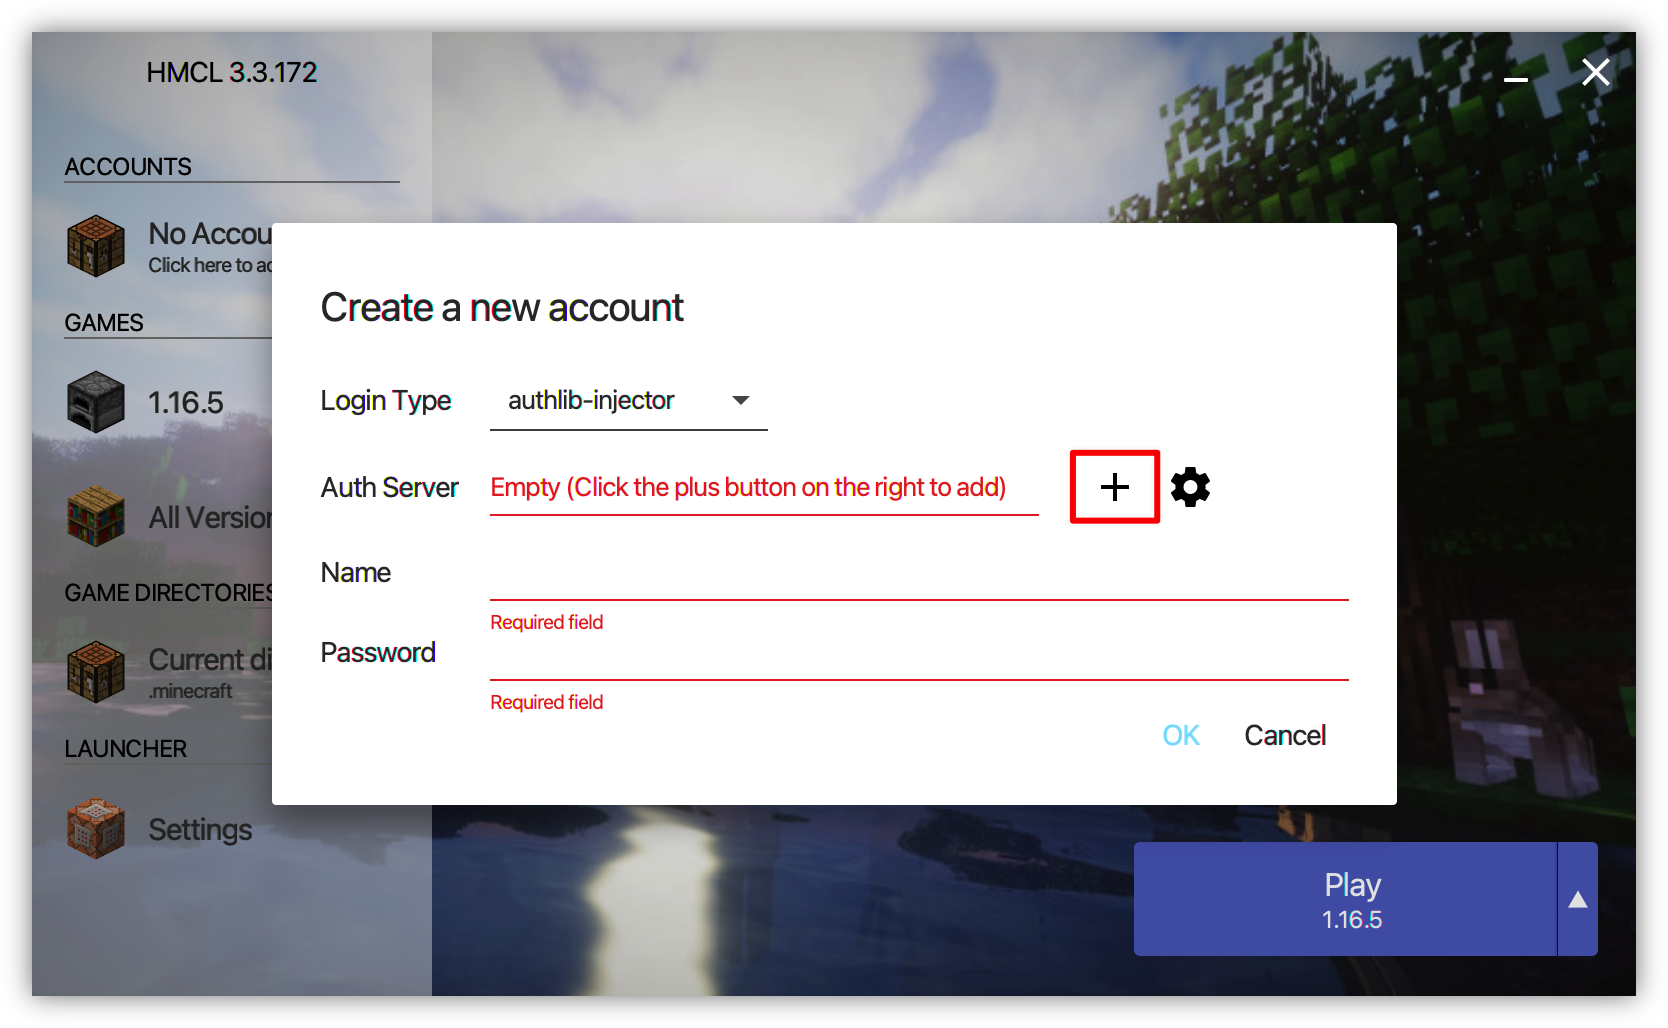 HMCL 3.3.172
ACCOUNTS
No Accou
Click here to ac
GAMES
1.16.5
All Version
GAME DIRECTORIES
Current di
.minecraft
LAUNCHER
Settings
Create a new account
Login Type authlib-injector
Auth Server Empty (Click the plus button on the right to add)
Name
Required field
Password
Required field
OK Cancel
Play
1.16.5